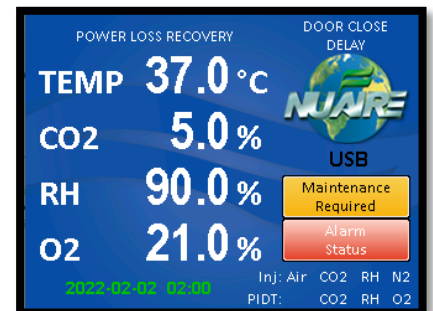 POWER LOSS RECOVERY
DOOR CLOSE
DELAY
TEMP 37.0 °C
NUAIRE
CO2 5.0 %
USB
RH 90.0 %
Maintenance
Required
O2 21.0 %
Alarm
Status
2022-02-02 02:00
Inj: Air CO2 RH N2
PIDT: CO2 RH O2